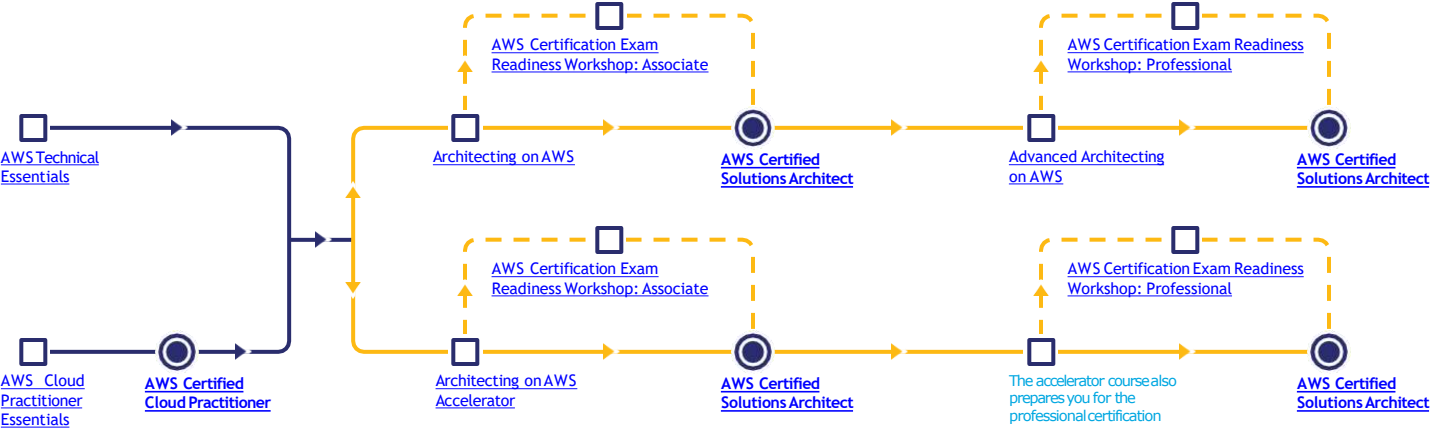 AWS Certification Exam
Readiness Workshop: Associate
AWS Certification Exam Readiness
Workshop: Professional
AWS Technical
Essentials
Architecting on AWS
AWS Certified
Solutions Architect
Advanced Architecting
on AWS
AWS Certified
Solutions Architect
AWS Certification Exam
Readiness Workshop: Associate
AWS Certification Exam Readiness
Workshop: Professional
AWS Cloud
Practitioner
Essentials
AWS Certified
Cloud Practitioner
Architecting on AWS
Accelerator
AWS Certified
Solutions Architect
The accelerator course also
prepares you for the
professional certification
AWS Certified
Solutions Architect